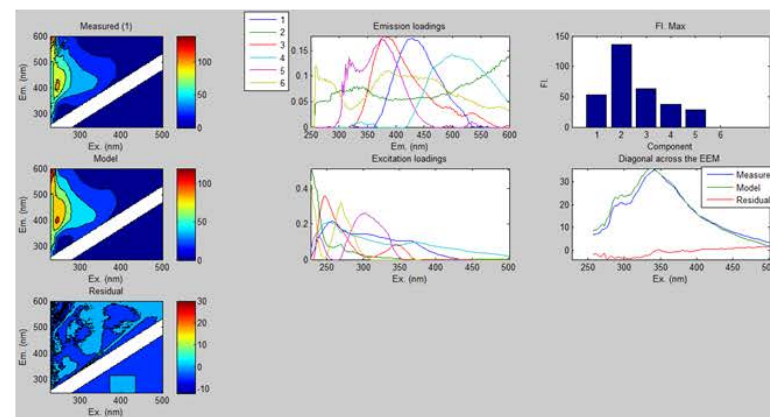 Measured (1)
Em. (nm)
600
500
400
300
300 400 500
Ex. (nm)
100
50
0
1
2
3
4
5
6
Emission loadings
0.15
0.1
0.05
0
250 300 350 400 450 500 550 600
Em. (nm)
Fl. Max
Fl.
150
100
50
0
1 2 3 4 5 6
Component
Model
Em. (nm)
600
500
400
300
300 400 500
Ex. (nm)
100
50
0
Excitation loadings
0.4
0.2
0
250 300 350 400 450 500
Ex. (nm)
Diagonal across the EEM
30
20
10
0
250 300 350 400 450 500
Ex. (nm)
Measure
Model
Residual
Residual
Em. (nm)
600
500
400
300
300 400 500
Ex. (nm)
30
20
10
0
-10